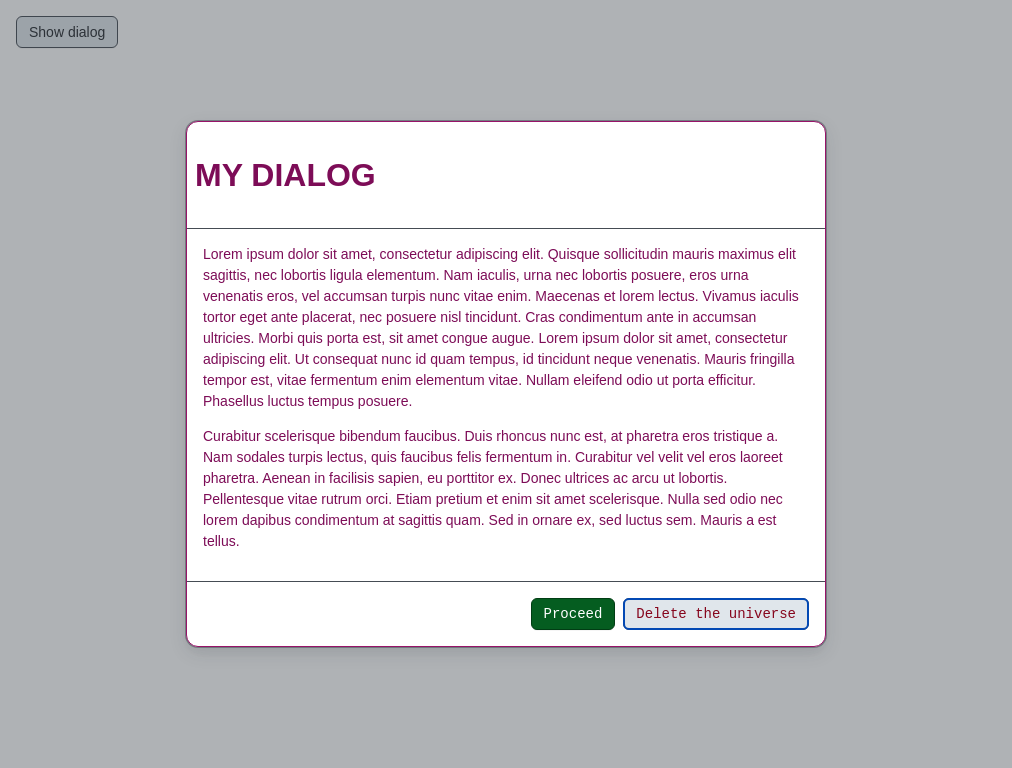 Show dialog
MY DIALOG
Lorem ipsum dolor sit amet, consectetur adipiscing elit. Quisque sollicitudin mauris maximus elit
sagittis, nec lobortis ligula elementum. Nam iaculis, urna nec lobortis posuere, eros urna
venenatis eros, vel accumsan turpis nunc vitae enim. Maecenas et lorem lectus. Vivamus iaculis
tortor eget ante placerat, nec posuere nisl tincidunt. Cras condimentum ante in accumsan
ultricies. Morbi quis porta est, sit amet congue augue. Lorem ipsum dolor sit amet, consectetur
adipiscing elit. Ut consequat nunc id quam tempus, id tincidunt neque venenatis. Mauris fringilla
tempor est, vitae fermentum enim elementum vitae. Nullam eleifend odio ut porta efficitur.
Phasellus luctus tempus posuere.
Curabitur scelerisque bibendum faucibus. Duis rhoncus nunc est, at pharetra eros tristique a.
Nam sodales turpis lectus, quis faucibus felis fermentum in. Curabitur vel velit vel eros laoreet
pharetra. Aenean in facilisis sapien, eu porttitor ex. Donec ultrices ac arcu ut lobortis.
Pellentesque vitae rutrum orci. Etiam pretium et enim sit amet scelerisque. Nulla sed odio nec
lorem dapibus condimentum at sagittis quam. Sed in ornare ex, sed luctus sem. Mauris a est
tellus.
Proceed Delete the universe